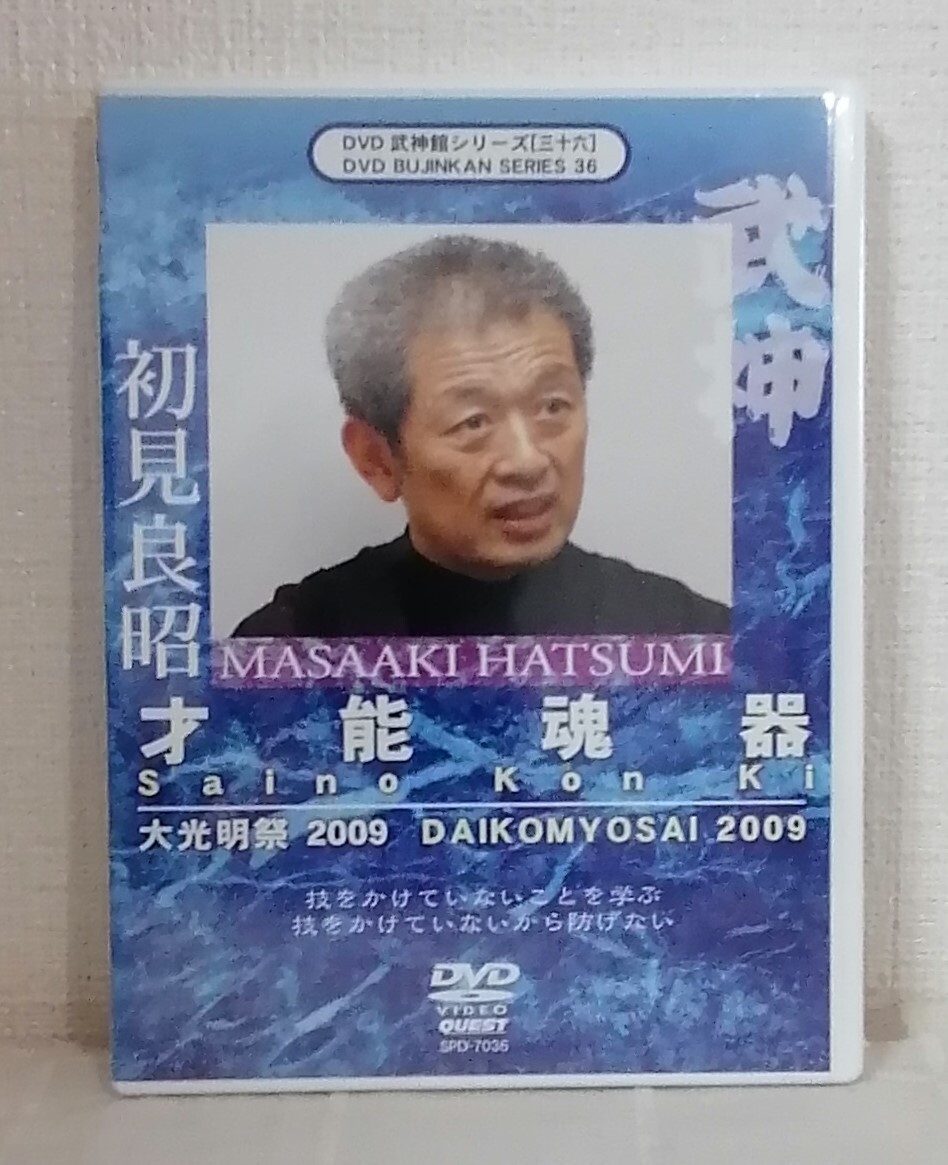 DVD 武神館シリーズ[三十六]
DVD BUJINKAN SERIES 36
武神
初見良昭
MASAAKI HATSUMI
才能魂器
Saino Kon Ki
大光明祭 2009 DAIKOMYOSAI 2009
技をかけていないことを学ぶ
技をかけていないから防げない
DVD
VIDEO
QUEST
SPD-7036